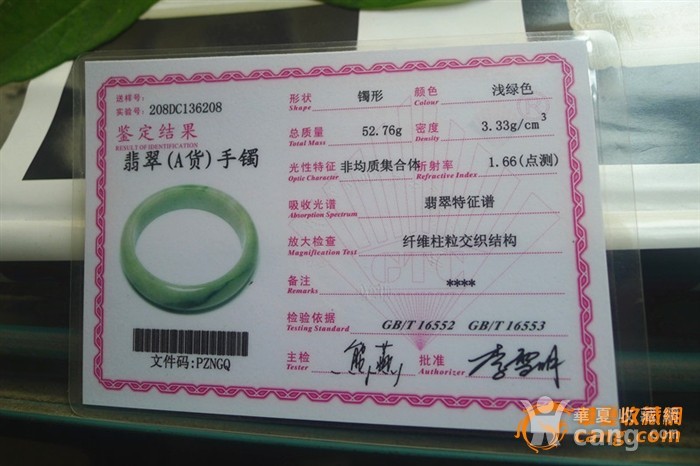 送样号:
实验号: 208DC136208
鉴定结果
RESULT OF IDENTIFICATION
翡翠(A货)手镯
文件码:PZNGQ
形状 镯形 颜色 浅绿色
Shape Colour
总质量 52.76g 密度 3.33g/cm³
Total Mass Density
光性特征 非均质集合体 折射率 1.66(点测)
Optic Character Refractive Index
吸收光谱 翡翠特征谱
Absorption Spectrum
放大检查 纤维柱粒交织结构
Magnification Test
备注 ****
Remarks
检验依据 GB/T 16552 GB/T 16553
Testing Standard
主检 批准 李雪明
Tester Authorizer
華夏收藏網
cang.com